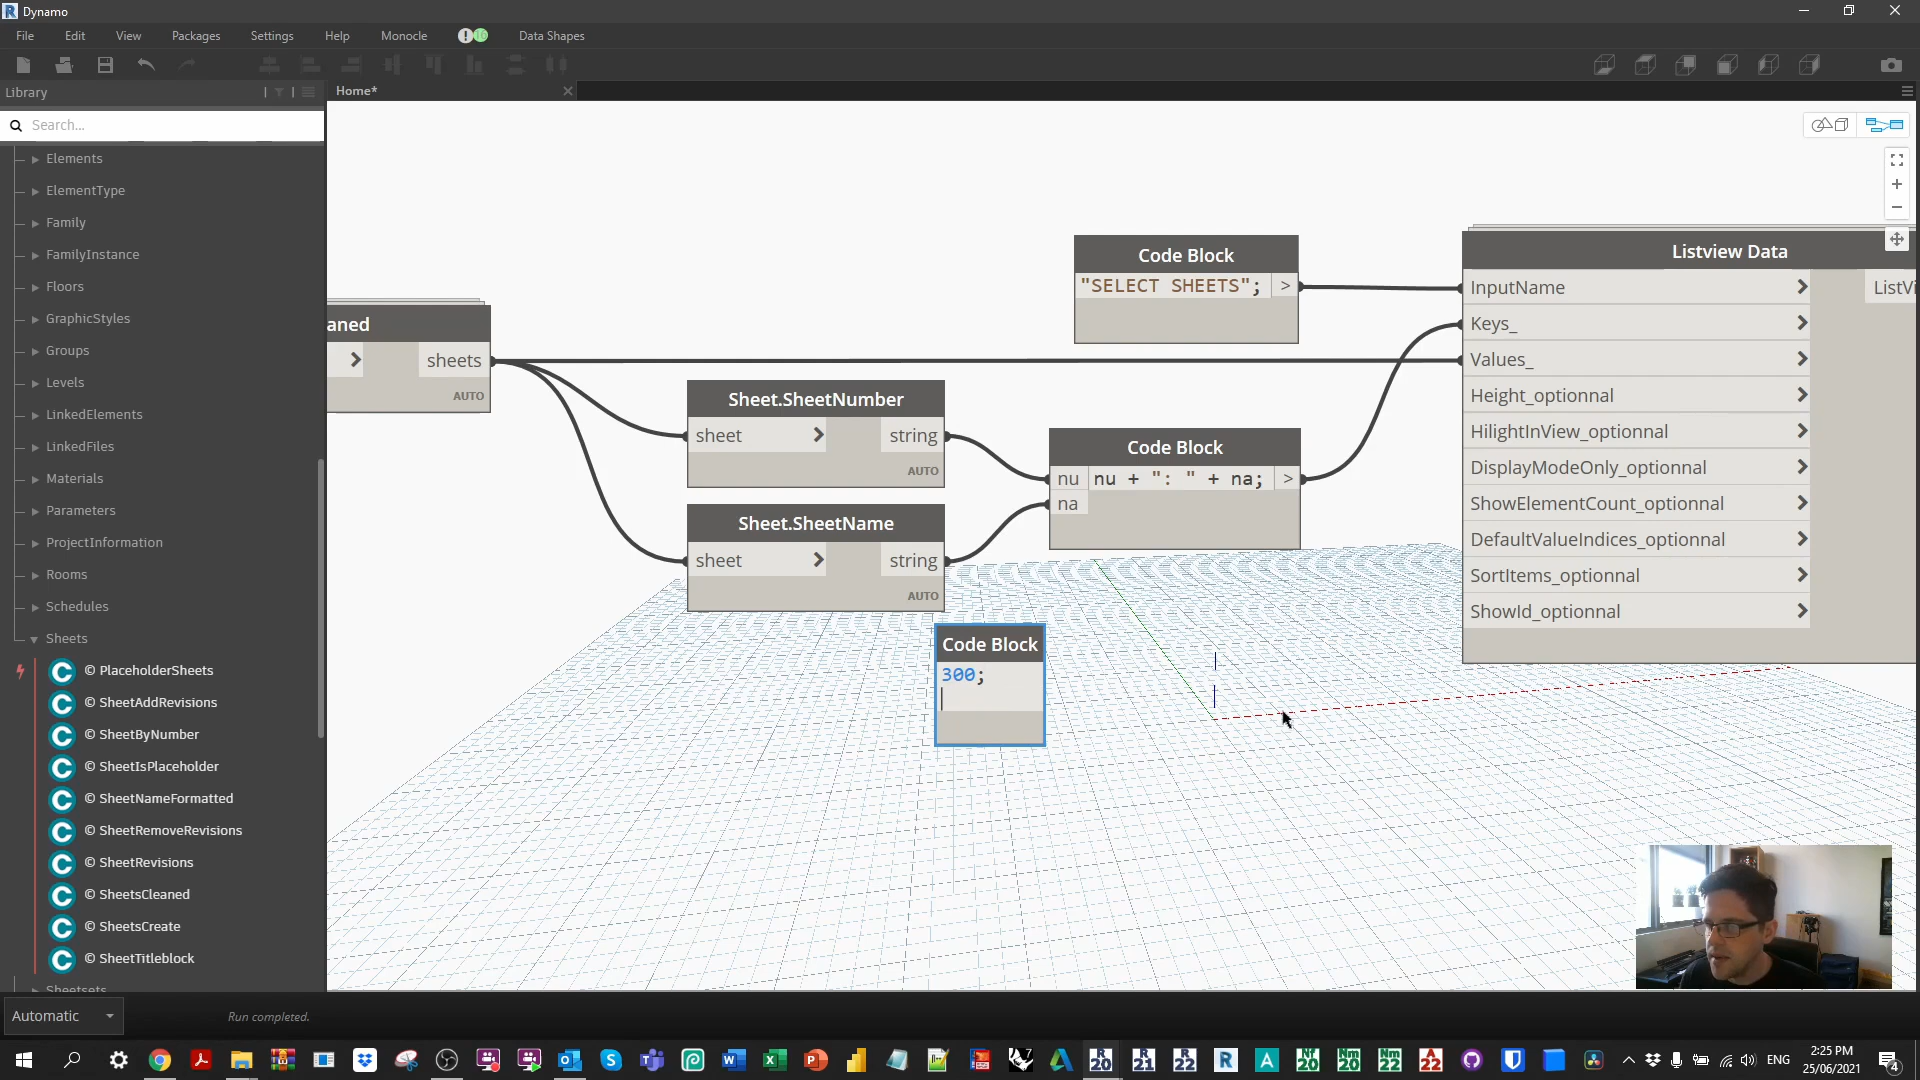 Dynamo
File Edit View Packages Settings Help Monocle Data Shapes
Library
Home*
Search...
Elements
ElementType
Family
FamilyInstance
Floors
GraphicStyles
Groups
Levels
LinkedElements
LinkedFiles
Materials
Parameters
ProjectInformation
Rooms
Schedules
Sheets
© PlaceholderSheets
© SheetAddRevisions
© SheetByNumber
© SheetIsPlaceholder
© SheetNameFormatted
© SheetRemoveRevisions
© SheetRevisions
© SheetsCleaned
© SheetsCreate
© SheetTitleblock
Sheetsets
aned
sheets
AUTO
Sheet.SheetNumber
sheet string
AUTO
Sheet.SheetName
sheet string
AUTO
Code Block
"SELECT SHEETS"; >
Code Block
nu nu + ": " + na; >
na
Code Block
300;
Listview Data
InputName ListVi
Keys_
Values_
Height_optionnal
HilightInView_optionnal
DisplayModeOnly_optionnal
ShowElementCount_optionnal
DefaultValueIndices_optionnal
SortItems_optionnal
ShowId_optionnal
Automatic
Run completed.
ENG
2:25 PM
25/06/2021